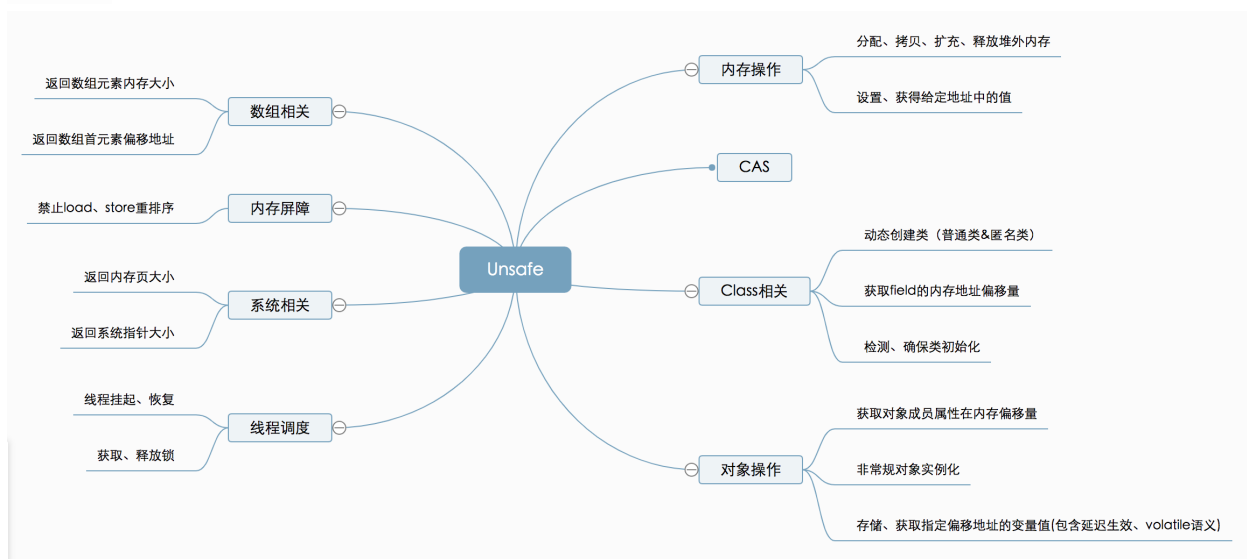 Unsafe
内存操作
分配、拷贝、扩充、释放堆外内存
设置、获得给定地址中的值
CAS
Class相关
动态创建类（普通类&匿名类）
获取field的内存地址偏移量
检测、确保类初始化
对象操作
获取对象成员属性在内存偏移量
非常规对象实例化
存储、获取指定偏移地址的变量值(包含延迟生效、volatile语义)
数组相关
返回数组元素内存大小
返回数组首元素偏移地址
内存屏障
禁止load、store重排序
系统相关
返回内存页大小
返回系统指针大小
线程调度
线程挂起、恢复
获取、释放锁